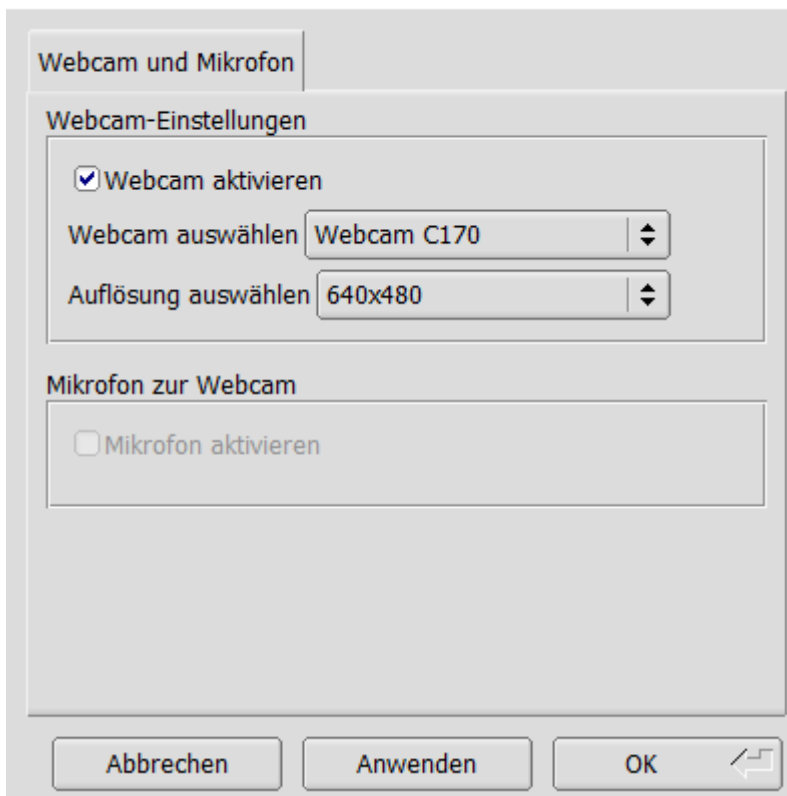 Webcam und Mikrofon
Webcam-Einstellungen
Webcam aktivieren
Webcam auswählen Webcam C170
Auflösung auswählen 640x480
Mikrofon zur Webcam
Mikrofon aktivieren
Abbrechen Anwenden OK